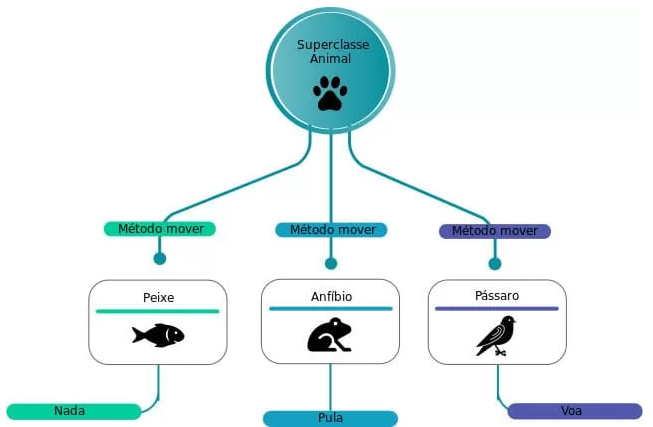 Superclasse
Animal
Método mover
Método mover
Método mover
Peixe
Anfíbio
Pássaro
Nada
Pula
Voa